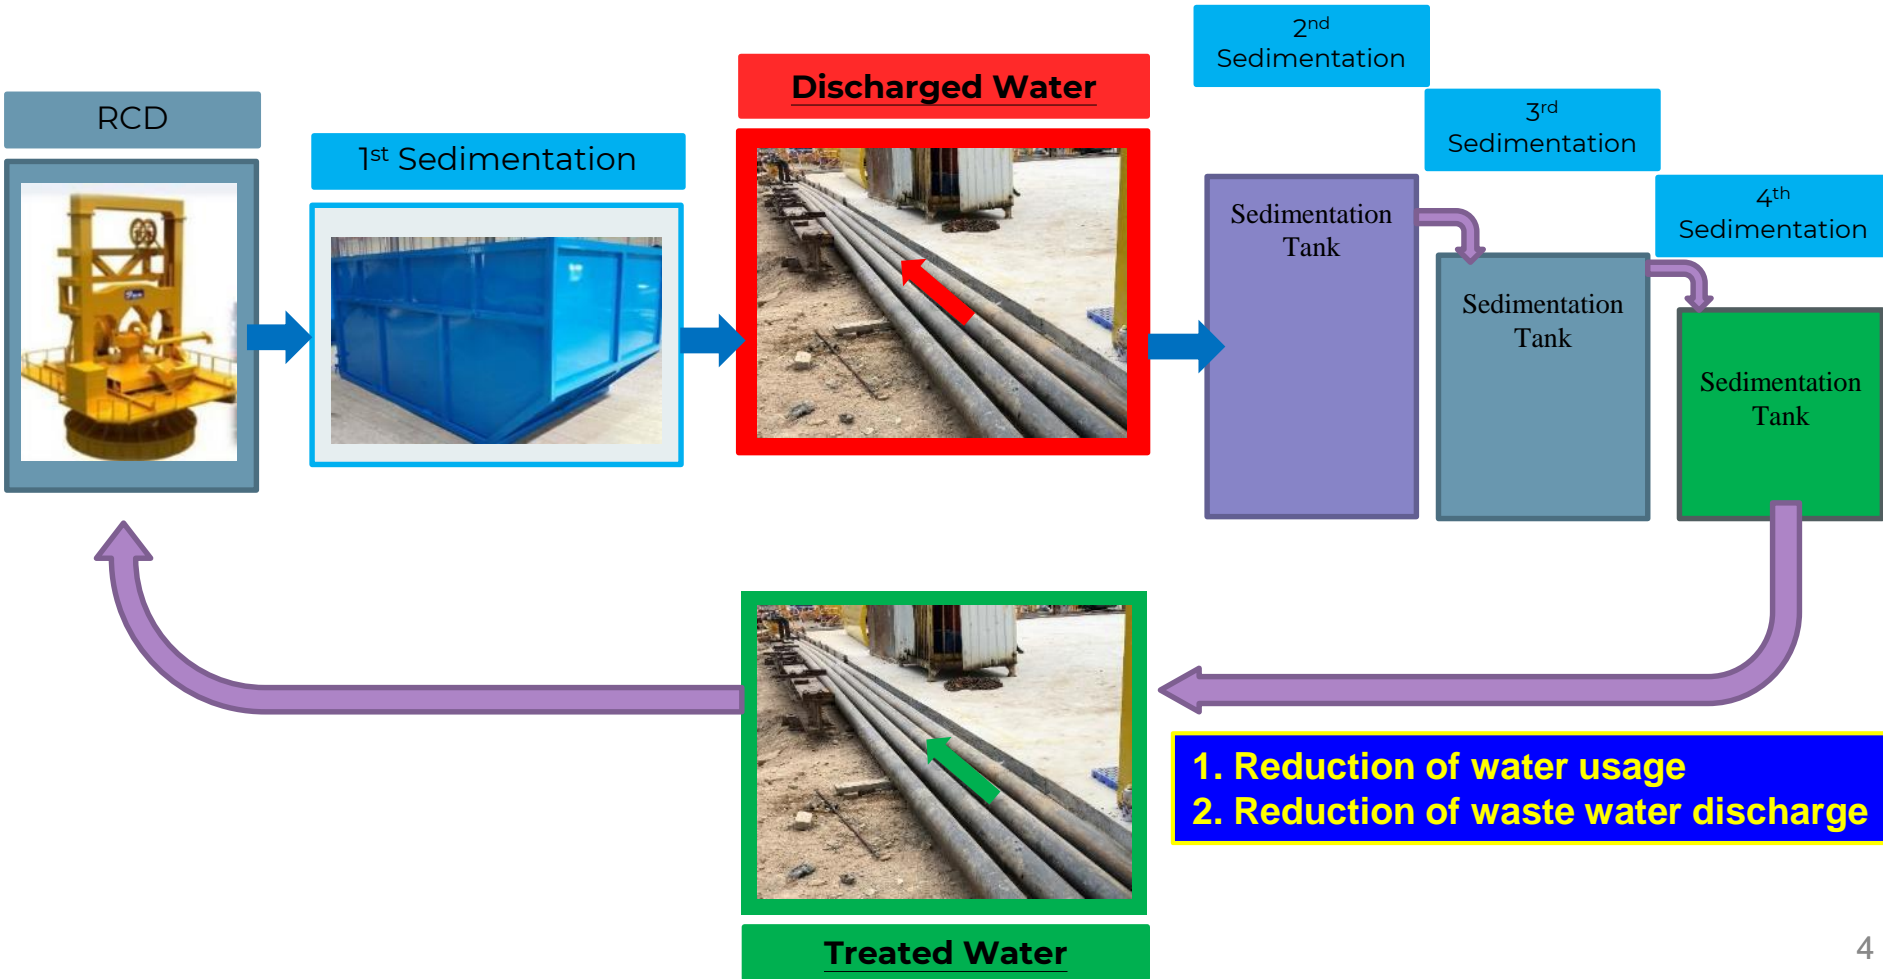 RCD
1st Sedimentation
Discharged Water
2nd
Sedimentation
3rd
Sedimentation
4th
Sedimentation
Sedimentation
Tank
Sedimentation
Tank
Sedimentation
Tank
1. Reduction of water usage
2. Reduction of waste water discharge
Treated Water
4